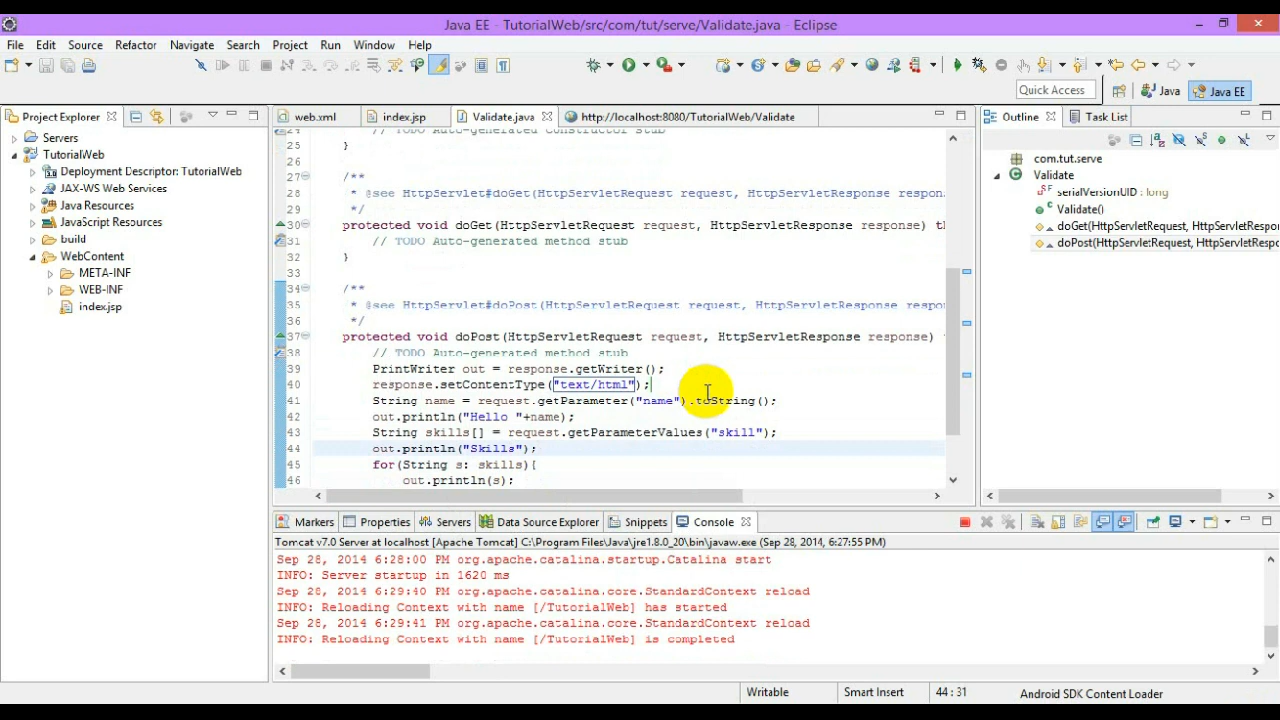 Java EE - TutorialWeb/src/com/tut/serve/Validate.java - Eclipse
File Edit Source Refactor Navigate Search Project Run Window Help
Quick Access Java Java EE
Project Explorer
web.xml index.jsp Validate.java http://localhost:8080/TutorialWeb/Validate
Outline Task List
Servers
TutorialWeb
Deployment Descriptor: TutorialWeb
JAX-WS Web Services
Java Resources
JavaScript Resources
build
WebContent
META-INF
WEB-INF
index.jsp
24 // TODO Auto-generated constructor stub
25 }
26
27 /**
28 * @see HttpServlet#doGet(HttpServletRequest request, HttpServletResponse respon
29 */
30 protected void doGet(HttpServletRequest request, HttpServletResponse response) th
31 // TODO Auto-generated method stub
32 }
33
34 /**
35 * @see HttpServlet#doPost(HttpServletRequest request, HttpServletResponse respo
36 */
37 protected void doPost(HttpServletRequest request, HttpServletResponse response)
38 // TODO Auto-generated method stub
39 PrintWriter out = response.getWriter();
40 response.setContentType("text/html");
41 String name = request.getParameter("name").toString();
42 out.println("Hello "+name);
43 String skills[] = request.getParameterValues("skill");
44 out.println("Skills");
45 for(String s: skills){
46 out.println(s);
com.tut.serve
Validate
serialVersionUID : long
Validate()
doGet(HttpServletRequest, HttpServletRes
doPost(HttpServletRequest, HttpServletRe
Markers Properties Servers Data Source Explorer Snippets Console
Tomcat v7.0 Server at localhost [Apache Tomcat] C:\Program Files\Java\jre1.8.0_20\bin\javaw.exe (Sep 28, 2014, 6:27:55 PM)
Sep 28, 2014 6:28:00 PM org.apache.catalina.startup.Catalina start
INFO: Server startup in 1620 ms
Sep 28, 2014 6:29:40 PM org.apache.catalina.core.StandardContext reload
INFO: Reloading Context with name [/TutorialWeb] has started
Sep 28, 2014 6:29:41 PM org.apache.catalina.core.StandardContext reload
INFO: Reloading Context with name [/TutorialWeb] is completed
Writable Smart Insert 44 : 31 Android SDK Content Loader